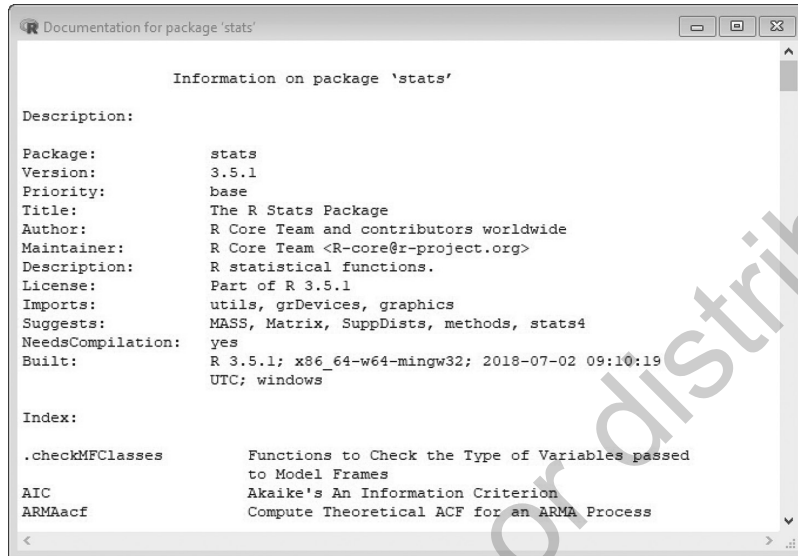 Documentation for package 'stats'
Information on package ‘stats’
Description:
Package: stats
Version: 3.5.1
Priority: base
Title: The R Stats Package
Author: R Core Team and contributors worldwide
Maintainer: R Core Team <R-core@r-project.org>
Description: R statistical functions.
License: Part of R 3.5.1
Imports: utils, grDevices, graphics
Suggests: MASS, Matrix, SuppDists, methods, stats4
NeedsCompilation: yes
Built: R 3.5.1; x86_64-w64-mingw32; 2018-07-02 09:10:19
UTC; windows
Index:
.checkMFClasses Functions to Check the Type of Variables passed
to Model Frames
AIC Akaike's An Information Criterion
ARMAacf Compute Theoretical ACF for an ARMA Process
or distrib